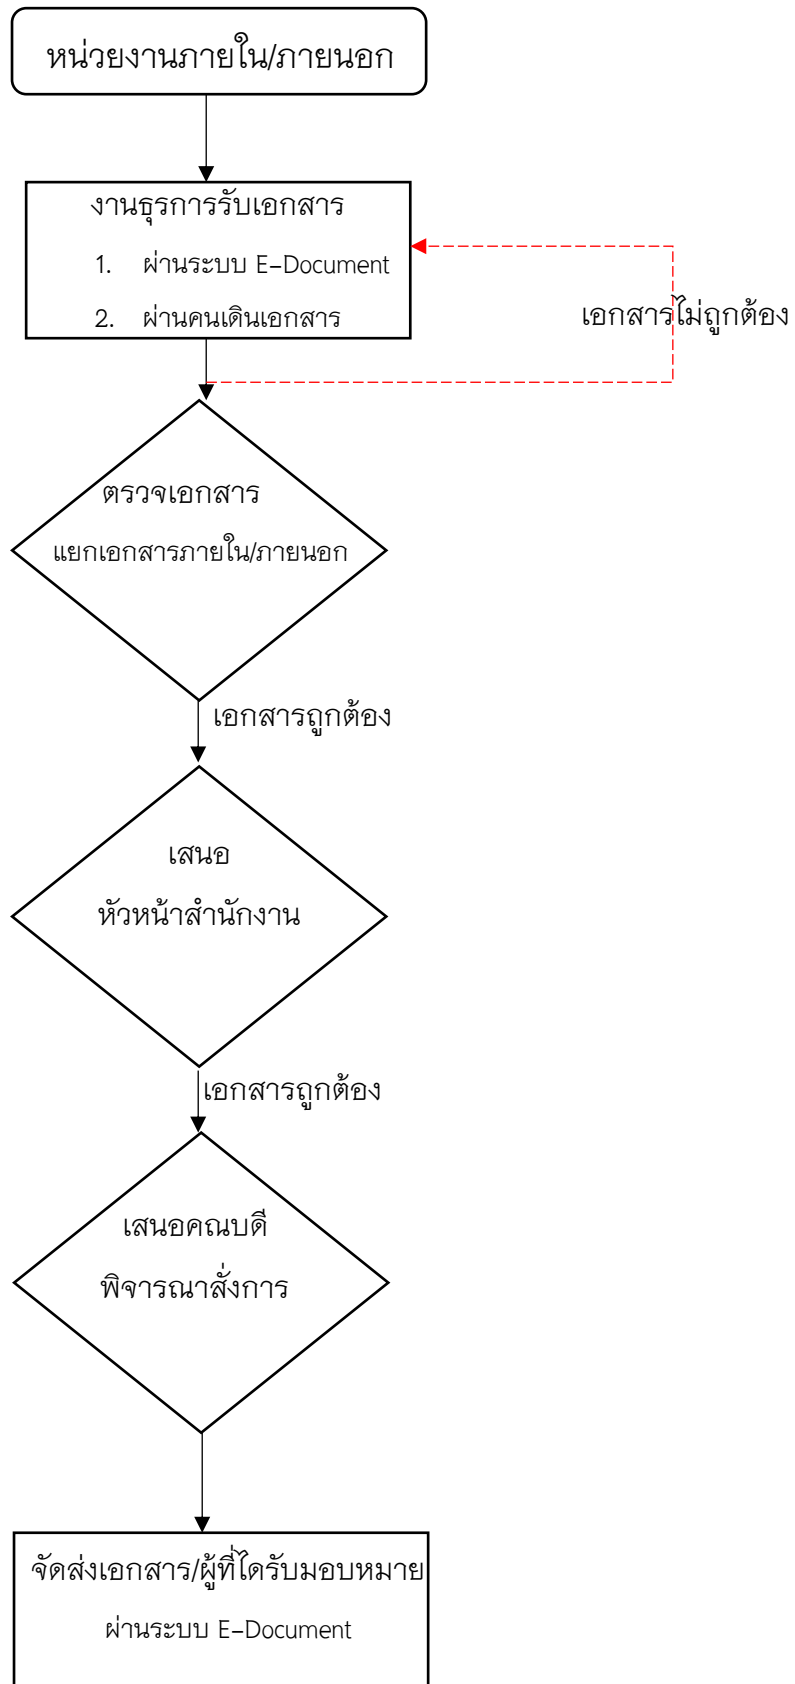 หน่วยงานภายใน/ภายนอก
งานธุรการรับเอกสาร
1. ผ่านระบบ E-Document
2. ผ่านคนเดินเอกสาร
เอกสารไม่ถูกต้อง
ตรวจเอกสาร
แยกเอกสารภายใน/ภายนอก
เอกสารถูกต้อง
เสนอ
หัวหน้าสำนักงาน
เอกสารถูกต้อง
เสนอคณบดี
พิจารณาสั่งการ
จัดส่งเอกสาร/ผู้ที่ไดรับมอบหมาย
ผ่านระบบ E-Document